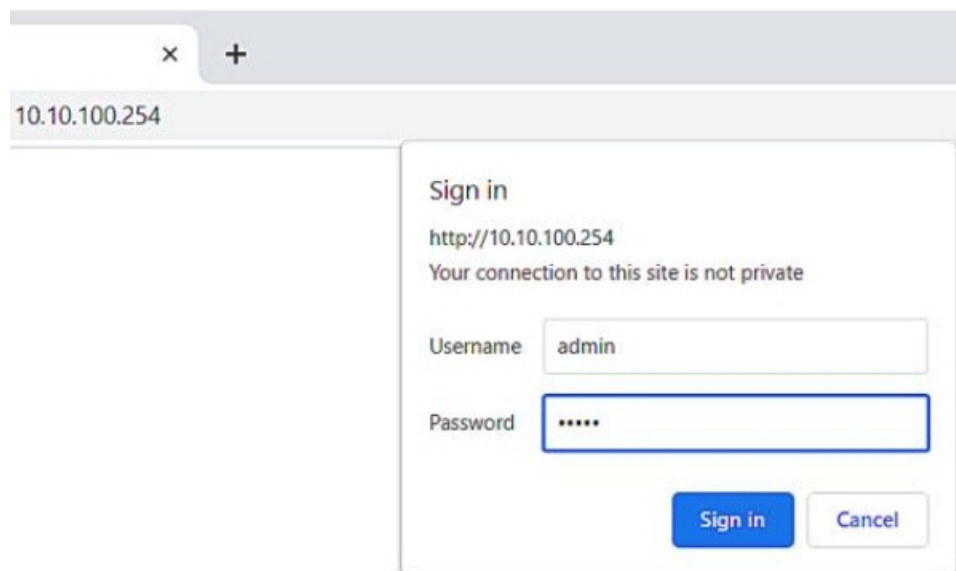 10.10.100.254
Sign in
http://10.10.100.254
Your connection to this site is not private
Username admin
Password •••••
Sign in Cancel